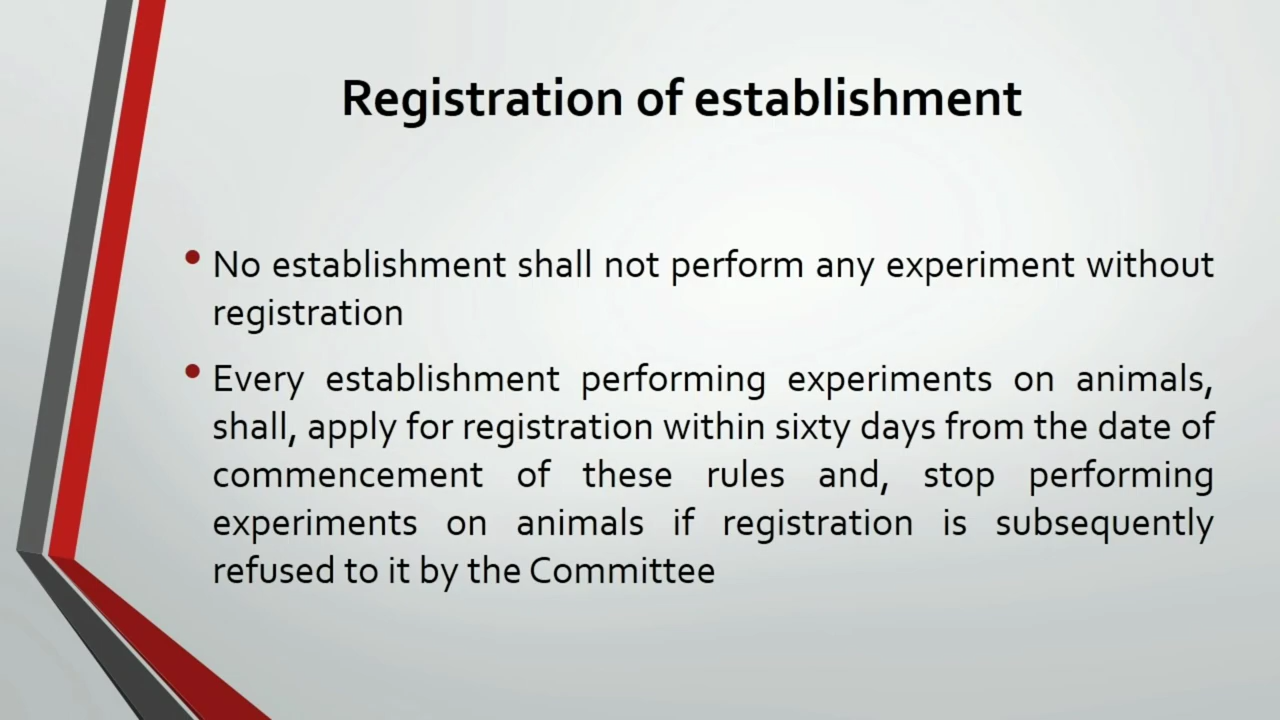 Registration of establishment
• No establishment shall not perform any experiment without
registration
• Every establishment performing experiments on animals,
shall, apply for registration within sixty days from the date of
commencement of these rules and, stop performing
experiments on animals if registration is subsequently
refused to it by the Committee